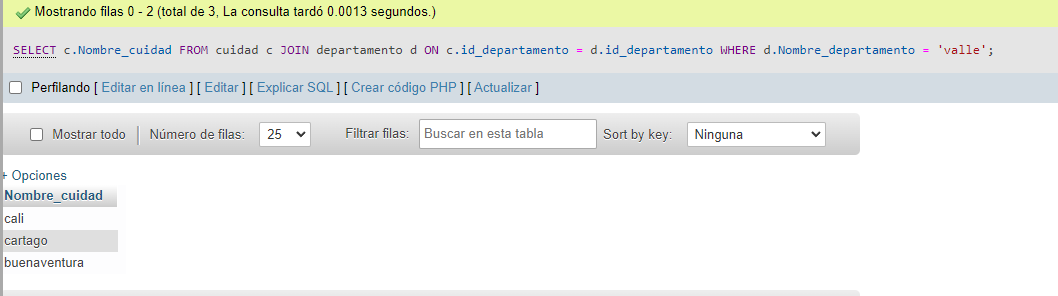 Mostrando filas 0 - 2 (total de 3, La consulta tardó 0.0013 segundos.)
SELECT c.Nombre_cuidad FROM cuidad c JOIN departamento d ON c.id_departamento = d.id_departamento WHERE d.Nombre_departamento = 'valle';
Perfilando [ Editar en línea ] [ Editar ] [ Explicar SQL ] [ Crear código PHP ] [ Actualizar ]
Mostrar todo Número de filas: 25 Filtrar filas: Buscar en esta tabla Sort by key: Ninguna
+ Opciones
Nombre_cuidad
cali
cartago
buenaventura